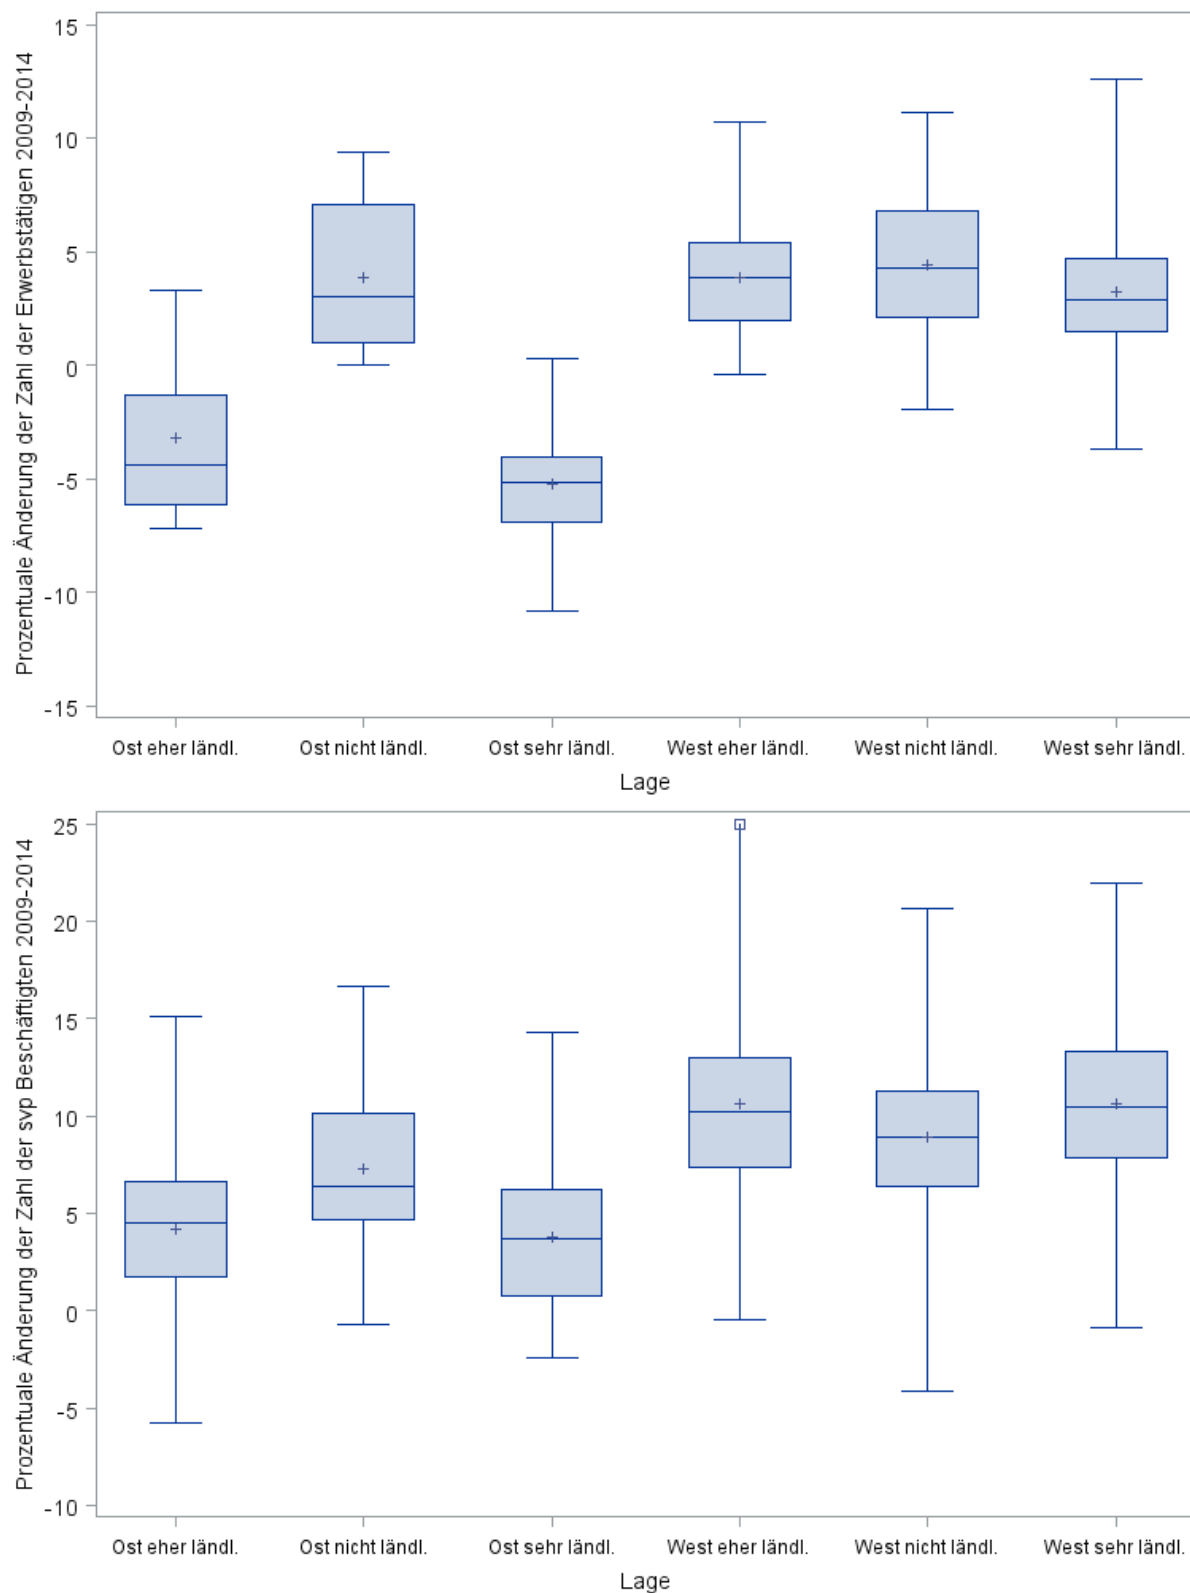 Prozentuale Änderung der Zahl der Erwerbstätigen 2009-2014
15
10
5
0
-5
-10
-15
Ost eher ländl. Ost nicht ländl. Ost sehr ländl. West eher ländl. West nicht ländl. West sehr ländl.
Lage
Prozentuale Änderung der Zahl der svp Beschäftigten 2009-2014
25
20
15
10
5
0
-5
-10
Ost eher ländl. Ost nicht ländl. Ost sehr ländl. West eher ländl. West nicht ländl. West sehr ländl.
Lage